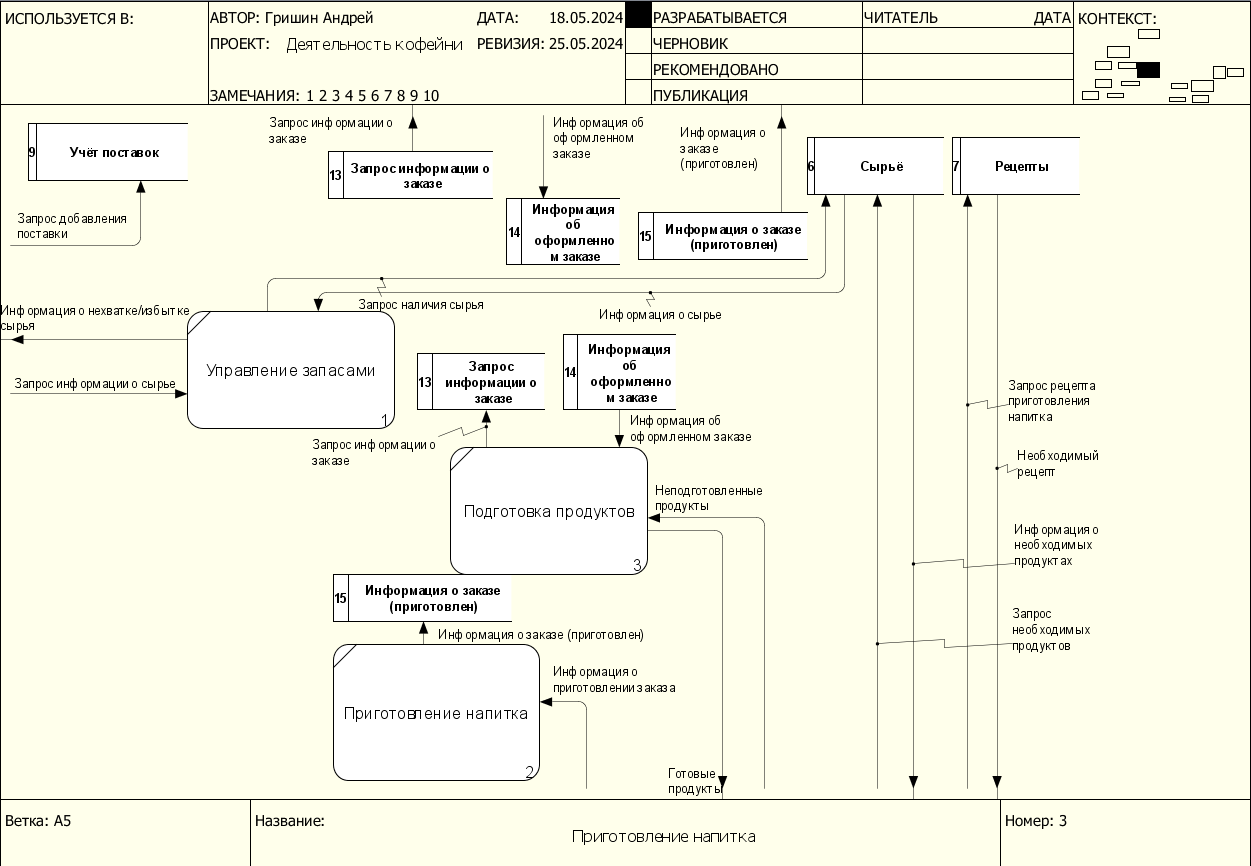 ИСПОЛЬЗУЕТСЯ В:
АВТОР: Гришин Андрей
ДАТА: 18.05.2024
РАЗРАБАТЫВАЕТСЯ
ЧИТАТЕЛЬ
ДАТА
КОНТЕКСТ:
ПРОЕКТ: Деятельность кофейни
РЕВИЗИЯ: 25.05.2024
ЧЕРНОВИК
РЕКОМЕНДОВАНО
ЗАМЕЧАНИЯ: 1 2 3 4 5 6 7 8 9 10
ПУБЛИКАЦИЯ
9
Учёт поставок
Запрос добавления
поставки
Запрос информации о
заказе
13
Запрос информации о
заказе
Информация об
оформленном
заказе
14
Информация
об
оформленно
м заказе
Информация о
заказе
(приготовлен)
15
Информация о заказе
(приготовлен)
6
Сырьё
7
Рецепты
Запрос наличия сырья
Информация о сырье
Информация о нехватке/избытке
сырья
Запрос информации о сырье
Управление запасами
1
13
Запрос
информации о
заказе
14
Информация
об
оформленно
м заказе
Запрос информации о
заказе
Информация об
оформленном заказе
Подготовка продуктов
3
Неподготовленные
продукты
Запрос рецепта
приготовления
напитка
Необходимый
рецепт
Информация о
необходимых
продуктах
Запрос
необходимых
продуктов
15
Информация о заказе
(приготовлен)
Информация о заказе (приготовлен)
Информация о
приготовлении заказа
Приготовление напитка
2
Готовые
продукты
Ветка: A5
Название:
Приготовление напитка
Номер: 3